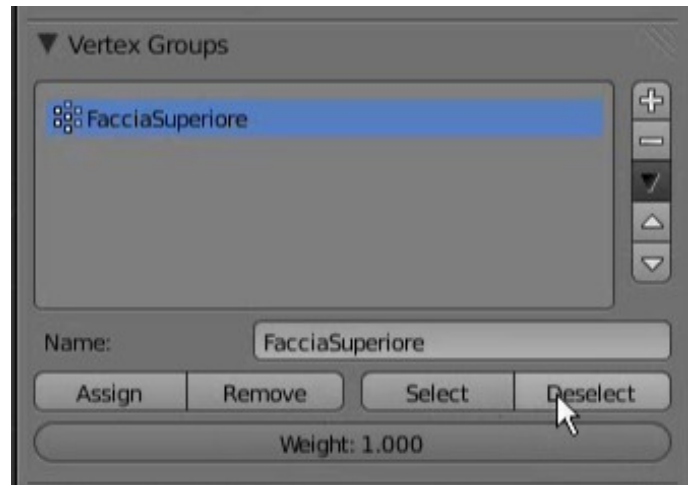 Vertex Groups
FacciaSuperiore
Name: FacciaSuperiore
Assign Remove Select Deselect
Weight: 1.000